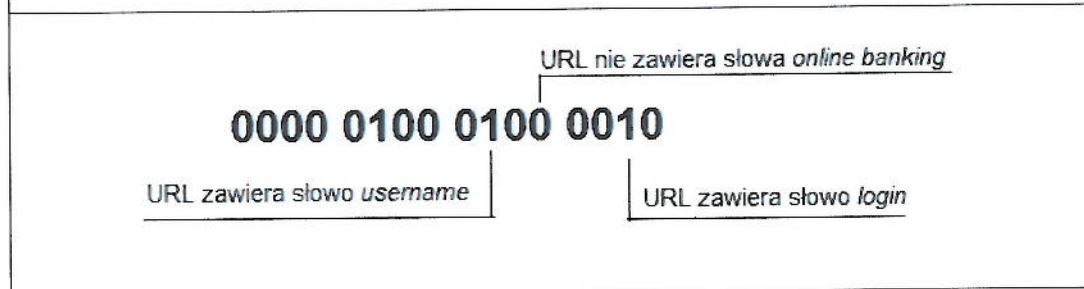 URL nie zawiera słowa online banking
0000 0100 0100 0010
URL zawiera słowo username
URL zawiera słowo login